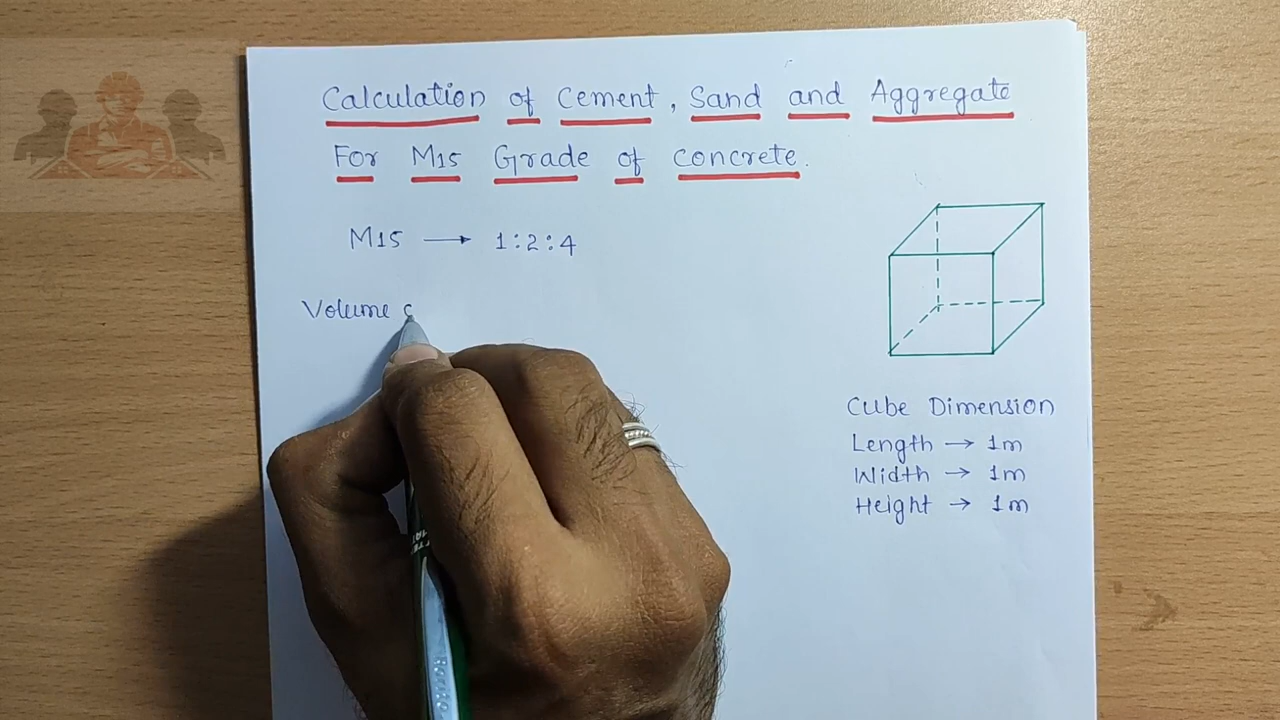 Calculation of Cement, Sand and Aggregate
For M15 Grade of concrete.
M15 → 1:2:4
Volume
Cube Dimension
Length → 1m
Width → 1m
Height → 1m